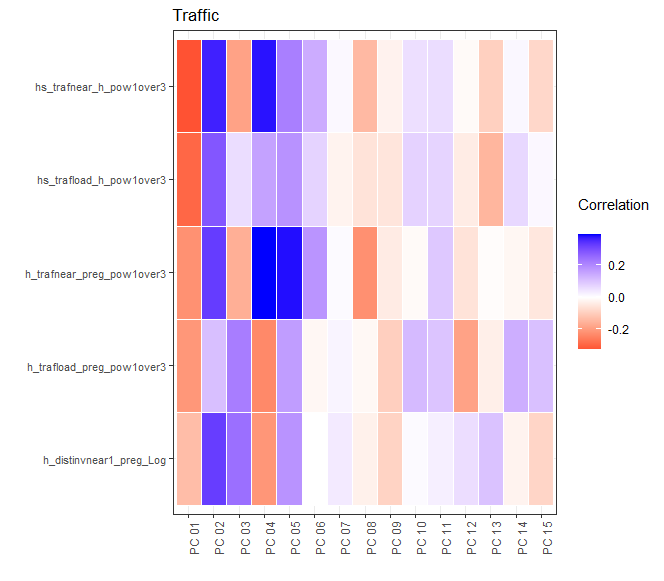 Traffic
hs_trafnear_h_pow1over3
hs_trafload_h_pow1over3
h_trafnear_preg_pow1over3
h_trafload_preg_pow1over3
h_distinvnear1_preg_Log
PC 01
PC 02
PC 03
PC 04
PC 05
PC 06
PC 07
PC 08
PC 09
PC 10
PC 11
PC 12
PC 13
PC 14
PC 15
Correlation
0.2
0.0
-0.2